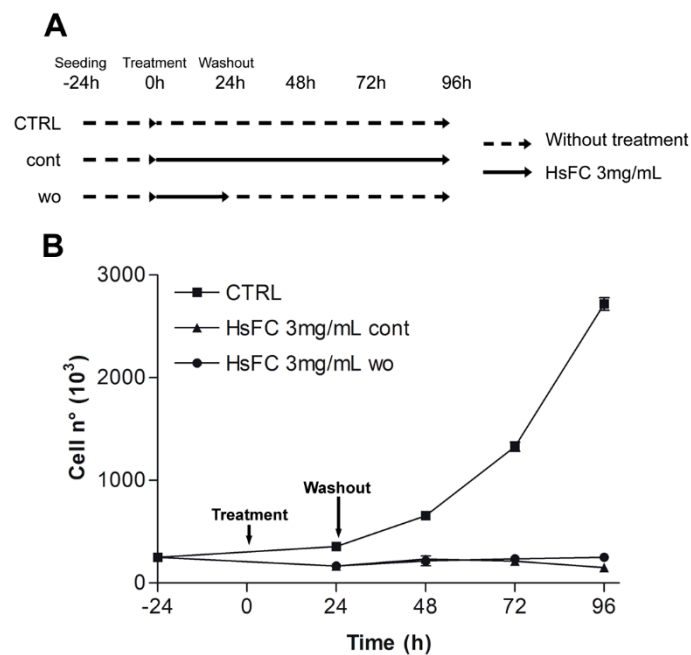 A
Seeding Treatment Washout
-24h 0h 24h 48h 72h 96h
CTRL
cont
wo
Without treatment
HsFC 3mg/mL
B
3000
2000
1000
0
Cell n° (10³)
CTRL
HsFC 3mg/mL cont
HsFC 3mg/mL wo
Washout
Treatment
-24 0 24 48 72 96
Time (h)